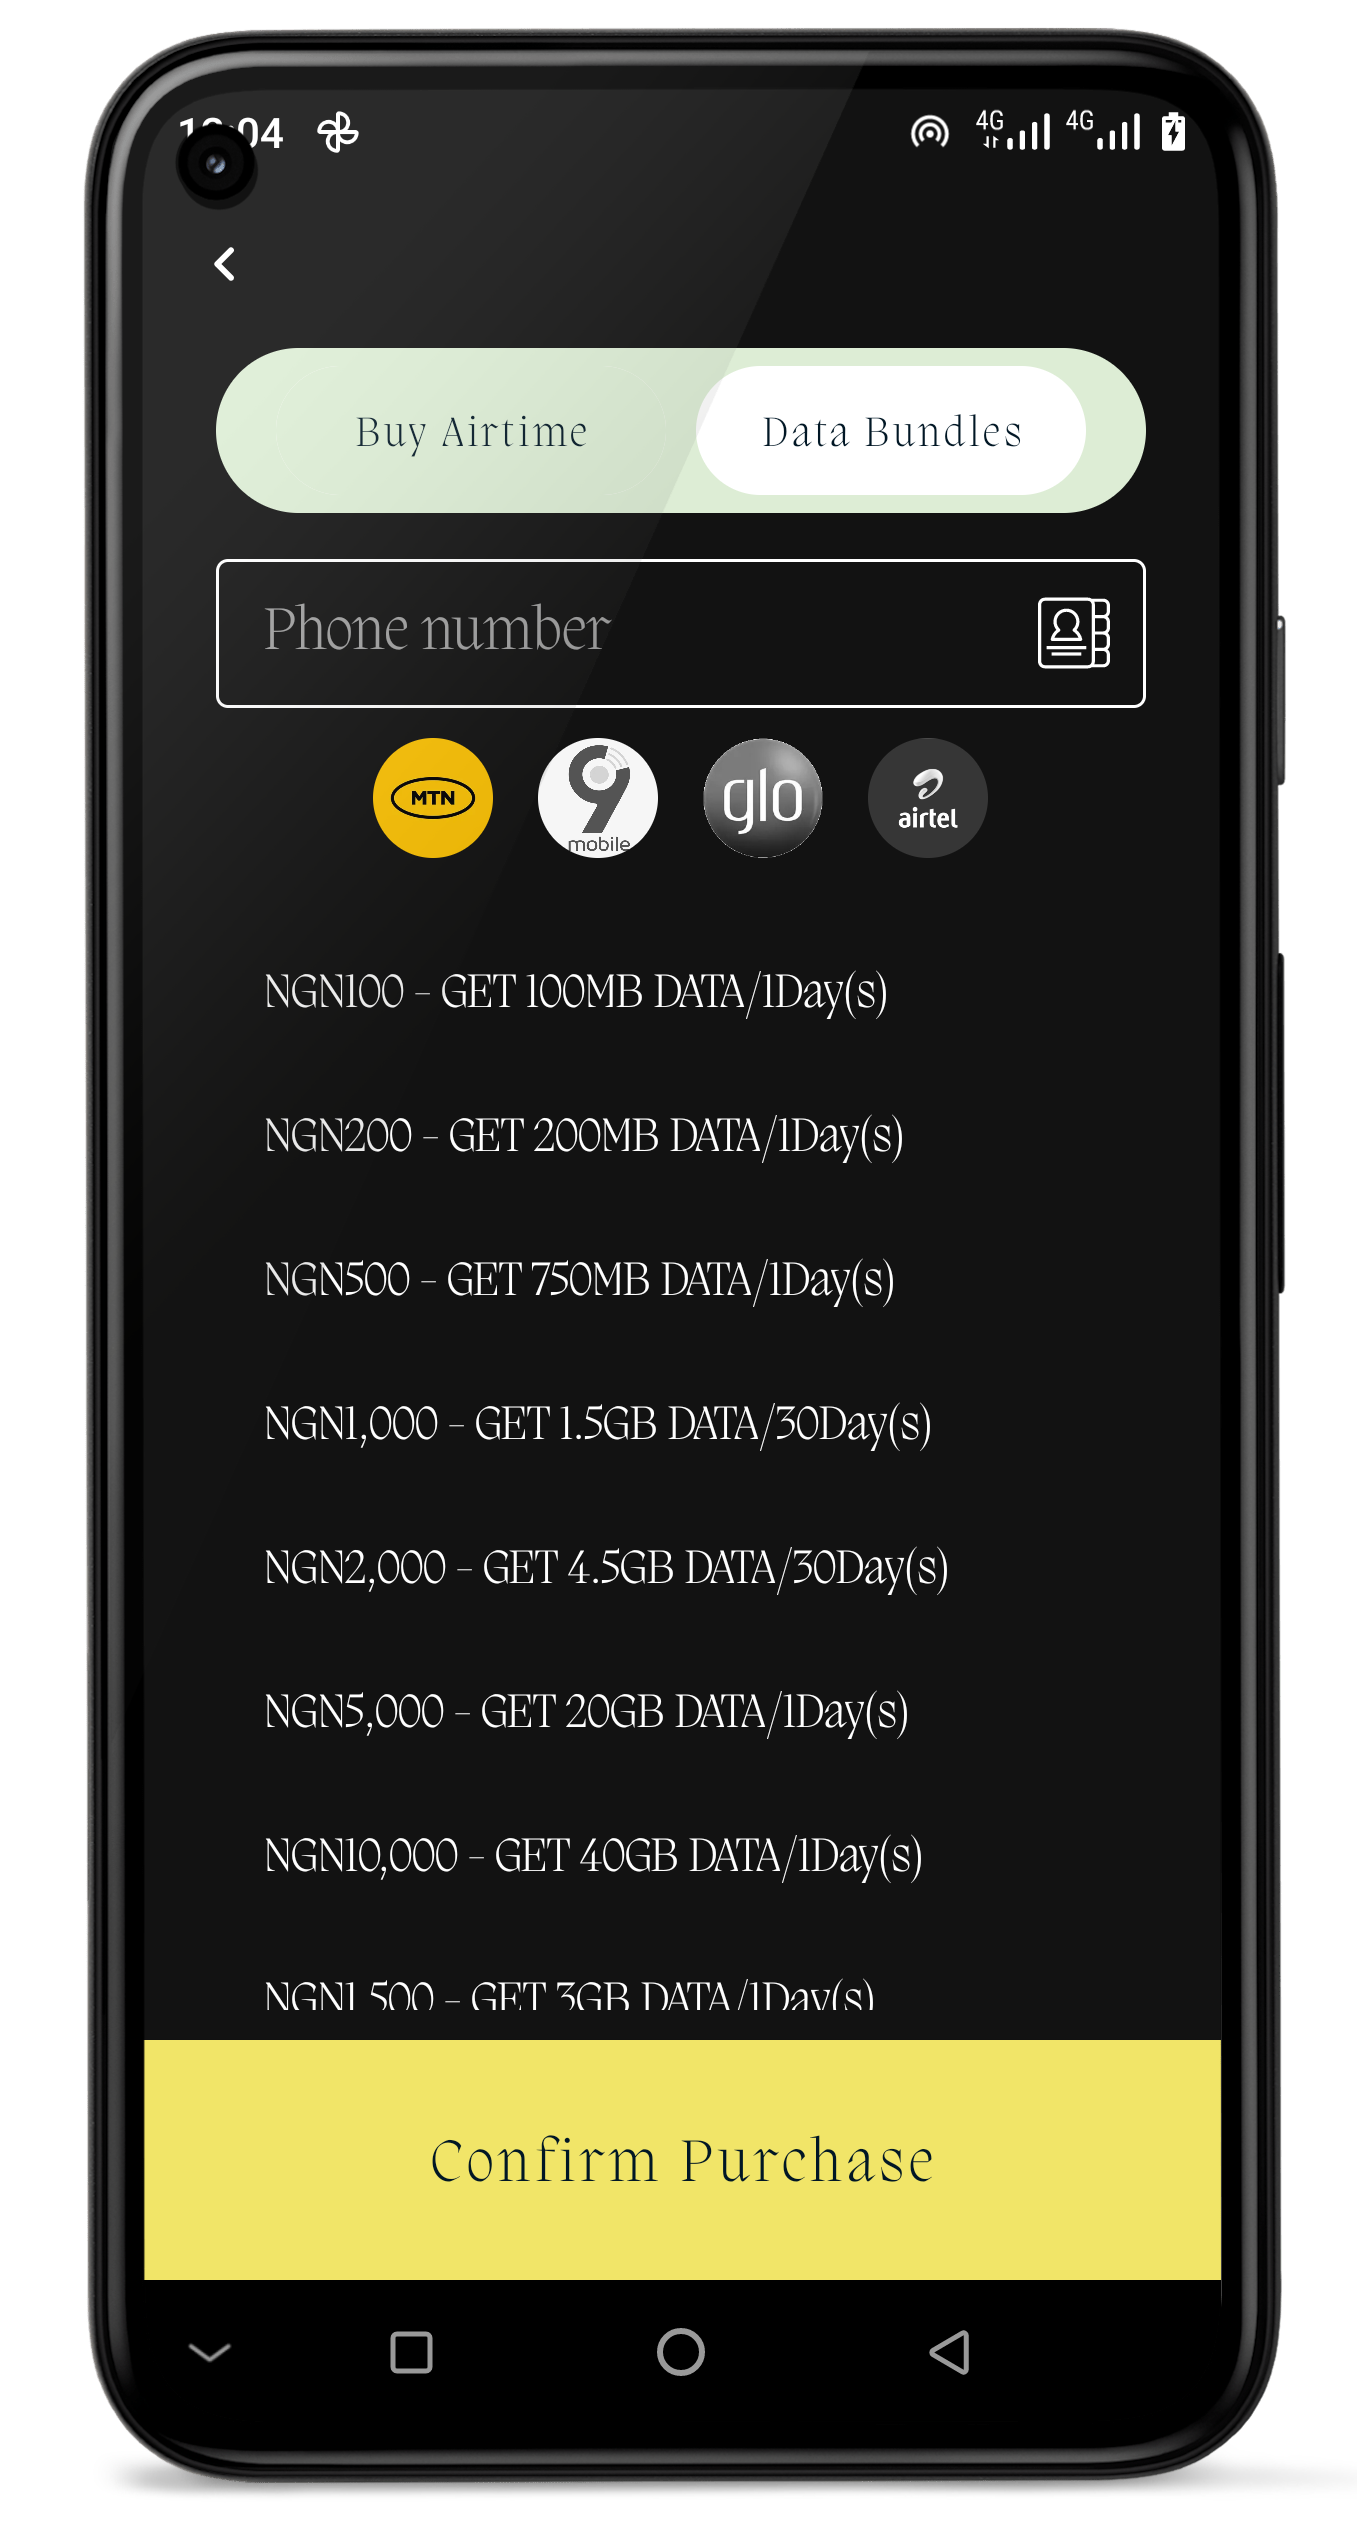 4G 4G
Buy Airtime Data Bundles
Phone number
MTN 9 mobile glo airtel
NGN100 - GET 100MB DATA/1Day(s)
NGN200 - GET 200MB DATA/1Day(s)
NGN500 - GET 750MB DATA/1Day(s)
NGN1,000 - GET 1.5GB DATA/30Day(s)
NGN2,000 - GET 4.5GB DATA/30Day(s)
NGN5,000 - GET 20GB DATA/1Day(s)
NGN10,000 - GET 40GB DATA/1Day(s)
NGN1,500 - GET 3GB DATA/1Day(s)
Confirm Purchase